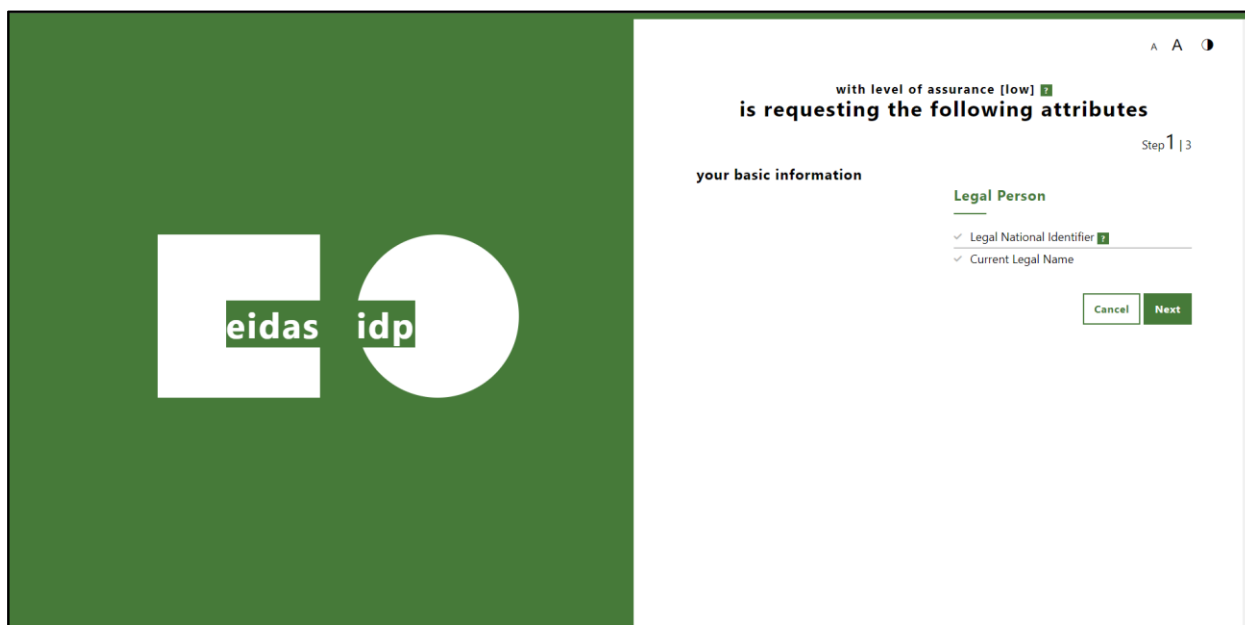 eidas idp
A A
with level of assurance [low] ?
is requesting the following attributes
Step 1 | 3
your basic information
Legal Person
Legal National Identifier ?
Current Legal Name
Cancel Next